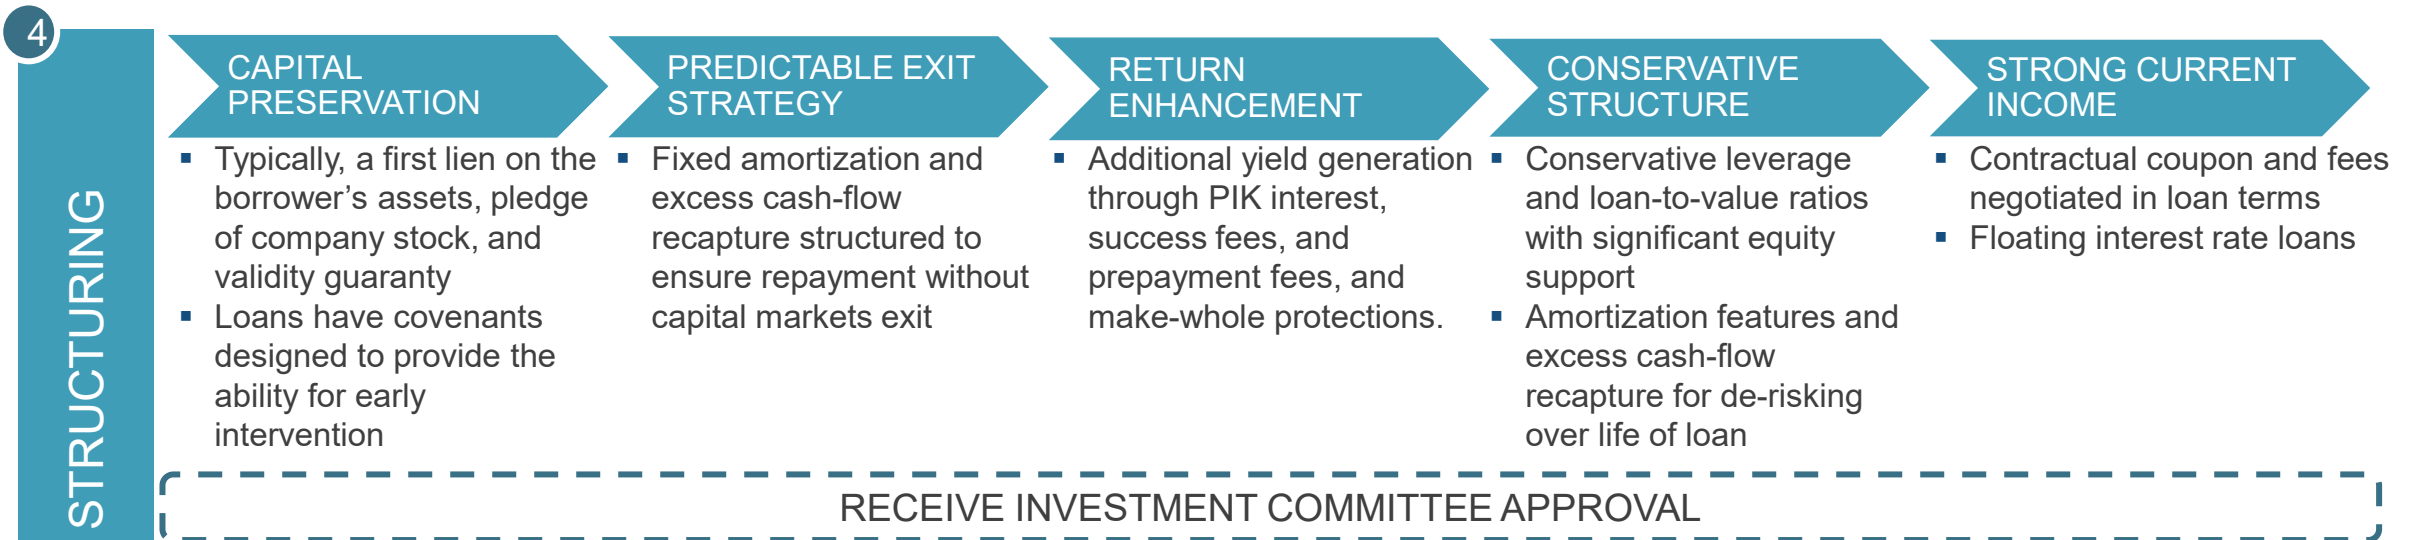 4
STRUCTURING
CAPITAL
PRESERVATION
▪ Typically, a first lien on the
borrower’s assets, pledge
of company stock, and
validity guaranty
▪ Loans have covenants
designed to provide the
ability for early
intervention
PREDICTABLE EXIT
STRATEGY
▪ Fixed amortization and
excess cash-flow
recapture structured to
ensure repayment without
capital markets exit
RETURN
ENHANCEMENT
▪ Additional yield generation
through PIK interest,
success fees, and
prepayment fees, and
make-whole protections.
CONSERVATIVE
STRUCTURE
▪ Conservative leverage
and loan-to-value ratios
with significant equity
support
▪ Amortization features and
excess cash-flow
recapture for de-risking
over life of loan
STRONG CURRENT
INCOME
▪ Contractual coupon and fees
negotiated in loan terms
▪ Floating interest rate loans
RECEIVE INVESTMENT COMMITTEE APPROVAL